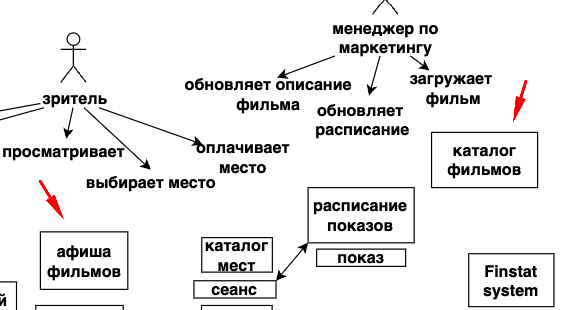 менеджер по
маркетингу
зритель
обновляет описание
фильма
загружает
фильм
обновляет
расписание
просматривает
оплачивает
место
выбирает место
каталог
фильмов
расписание
показов
афиша
фильмов
каталог
мест
показ
сеанс
Finstat
system
й